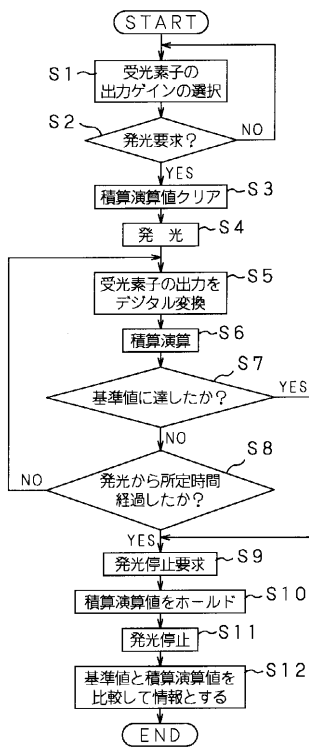 START
S1
受光素子の
出力ゲインの選択
S2
発光要求？
NO
YES
積算演算値クリア
S3
発　光
S4
受光素子の出力を
デジタル変換
S5
積算演算
S6
S7
基準値に達したか？
YES
NO
S8
発光から所定時間
経過したか？
NO
YES
発光停止要求
S9
積算演算値をホールド
S10
発光停止
S11
基準値と積算演算値を
比較して情報とする
S12
END